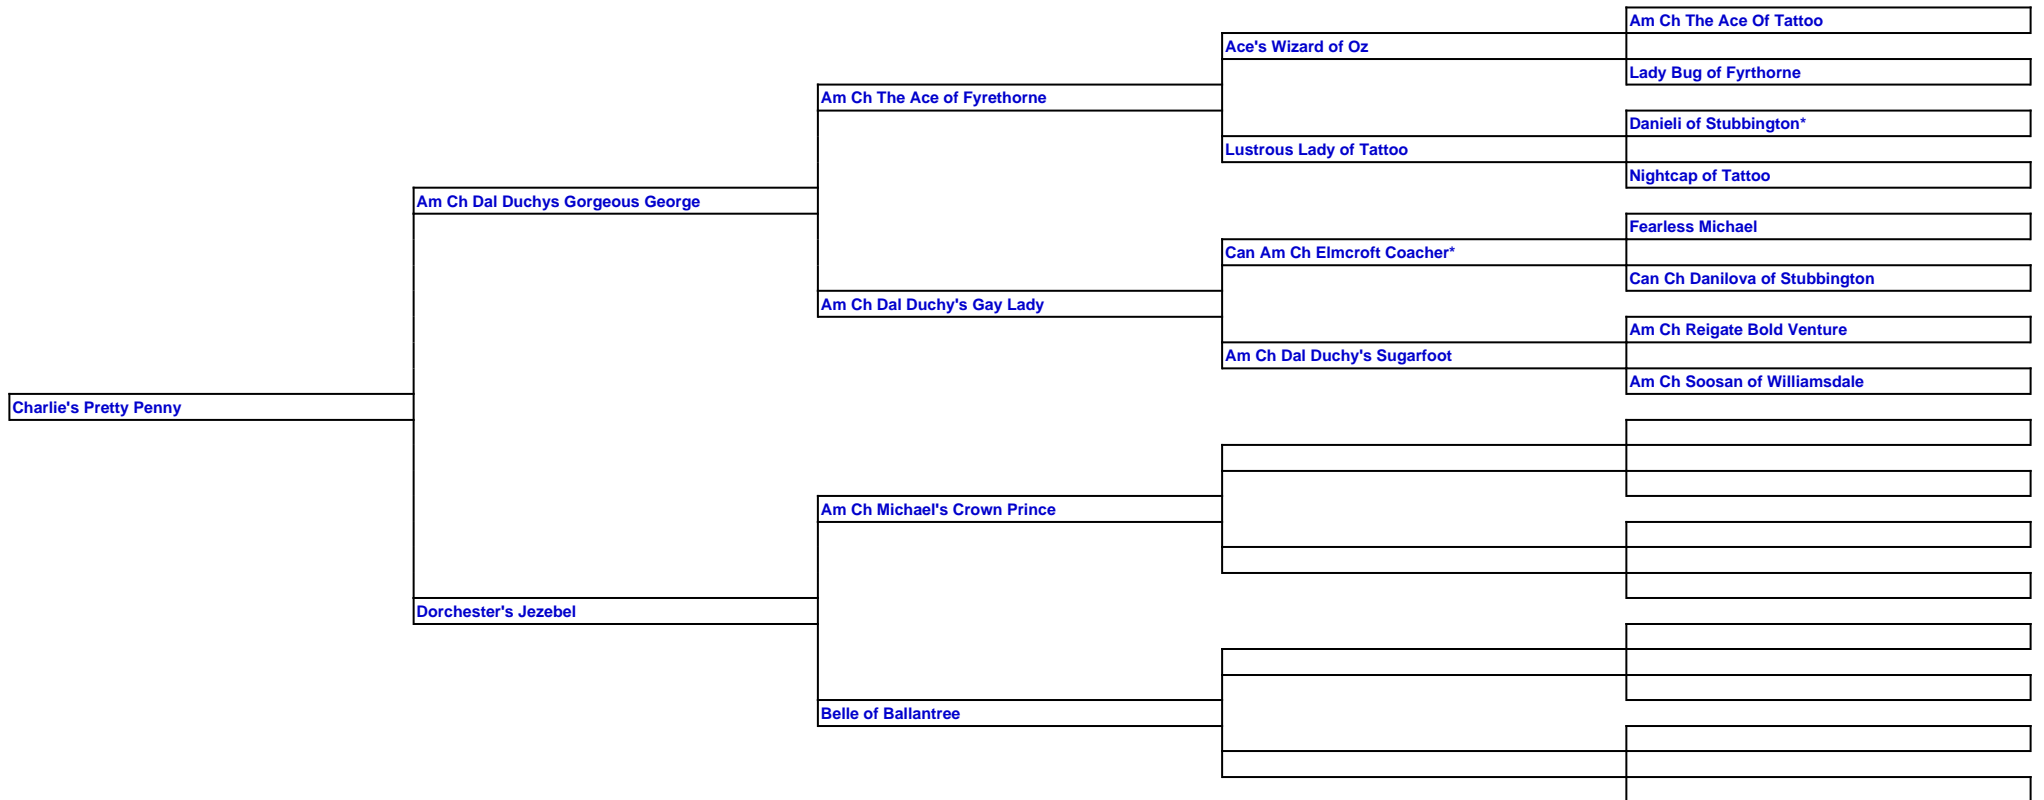 Am Ch The Ace Of Tattoo
Ace's Wizard of Oz
Lady Bug of Fyrthorne
Am Ch The Ace of Fyrethorne
Danieli of Stubbington*
Lustrous Lady of Tattoo
Nightcap of Tattoo
Am Ch Dal Duchys Gorgeous George
Fearless Michael
Can Am Ch Elmcroft Coacher*
Can Ch Danilova of Stubbington
Am Ch Dal Duchy's Gay Lady
Am Ch Reigate Bold Venture
Am Ch Dal Duchy's Sugarfoot
Am Ch Soosan of Williamsdale
Charlie's Pretty Penny
Am Ch Michael's Crown Prince
Dorchester's Jezebel
Belle of Ballantree